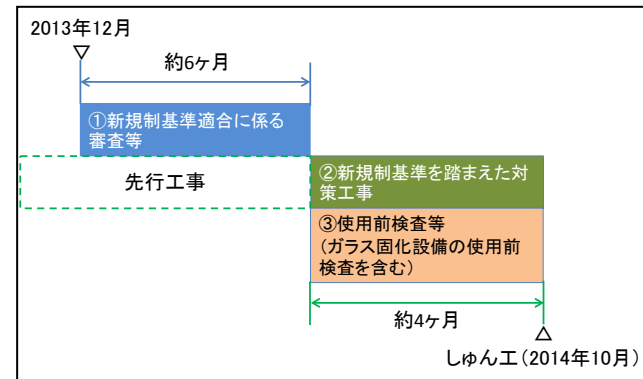 2013年12月
約6ヶ月
①新規制基準適合に係る
審査等
先行工事
②新規制基準を踏まえた対
策工事
③使用前検査等
(ガラス固化設備の使用前
検査を含む)
約4ヶ月
しゅん工(2014年10月)